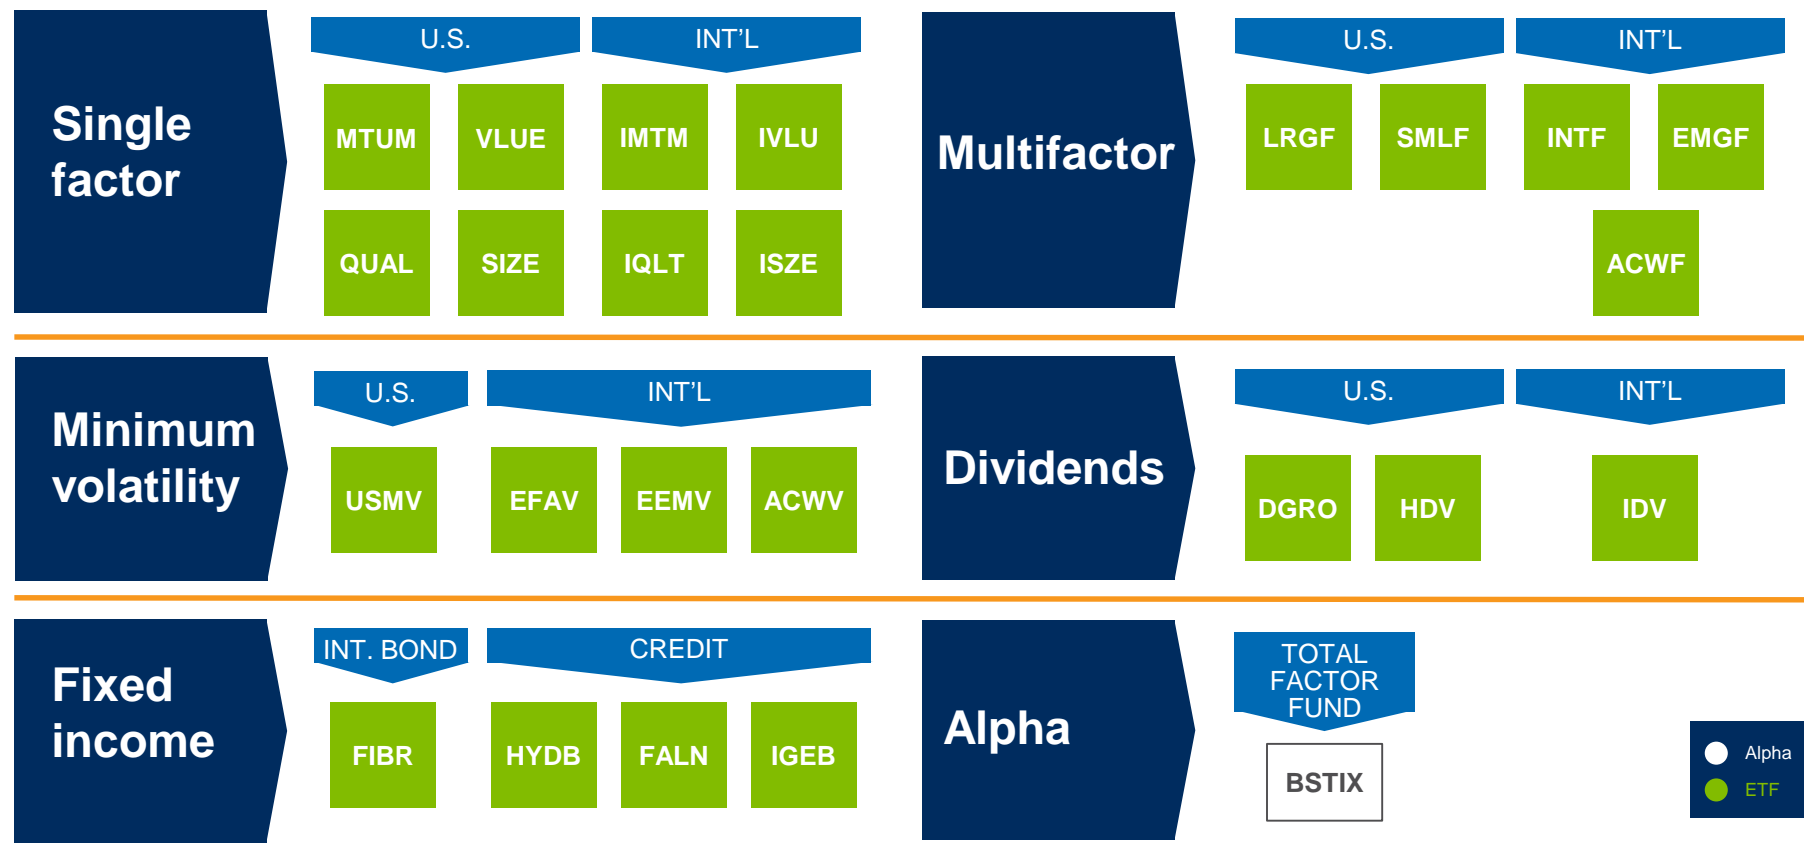 Single
factor
U.S.
INT'L
MTUM
VLUE
IMTM
IVLU
QUAL
SIZE
IQLT
ISZE
Multifactor
U.S.
INT'L
LRGF
SMLF
INTF
EMGF
ACWF
Minimum
volatility
U.S.
INT'L
USMV
EFAV
EEMV
ACWV
Dividends
U.S.
INT'L
DGRO
HDV
IDV
Fixed
income
INT. BOND
CREDIT
FIBR
HYDB
FALN
IGEB
Alpha
TOTAL
FACTOR
FUND
BSTIX
Alpha
ETF